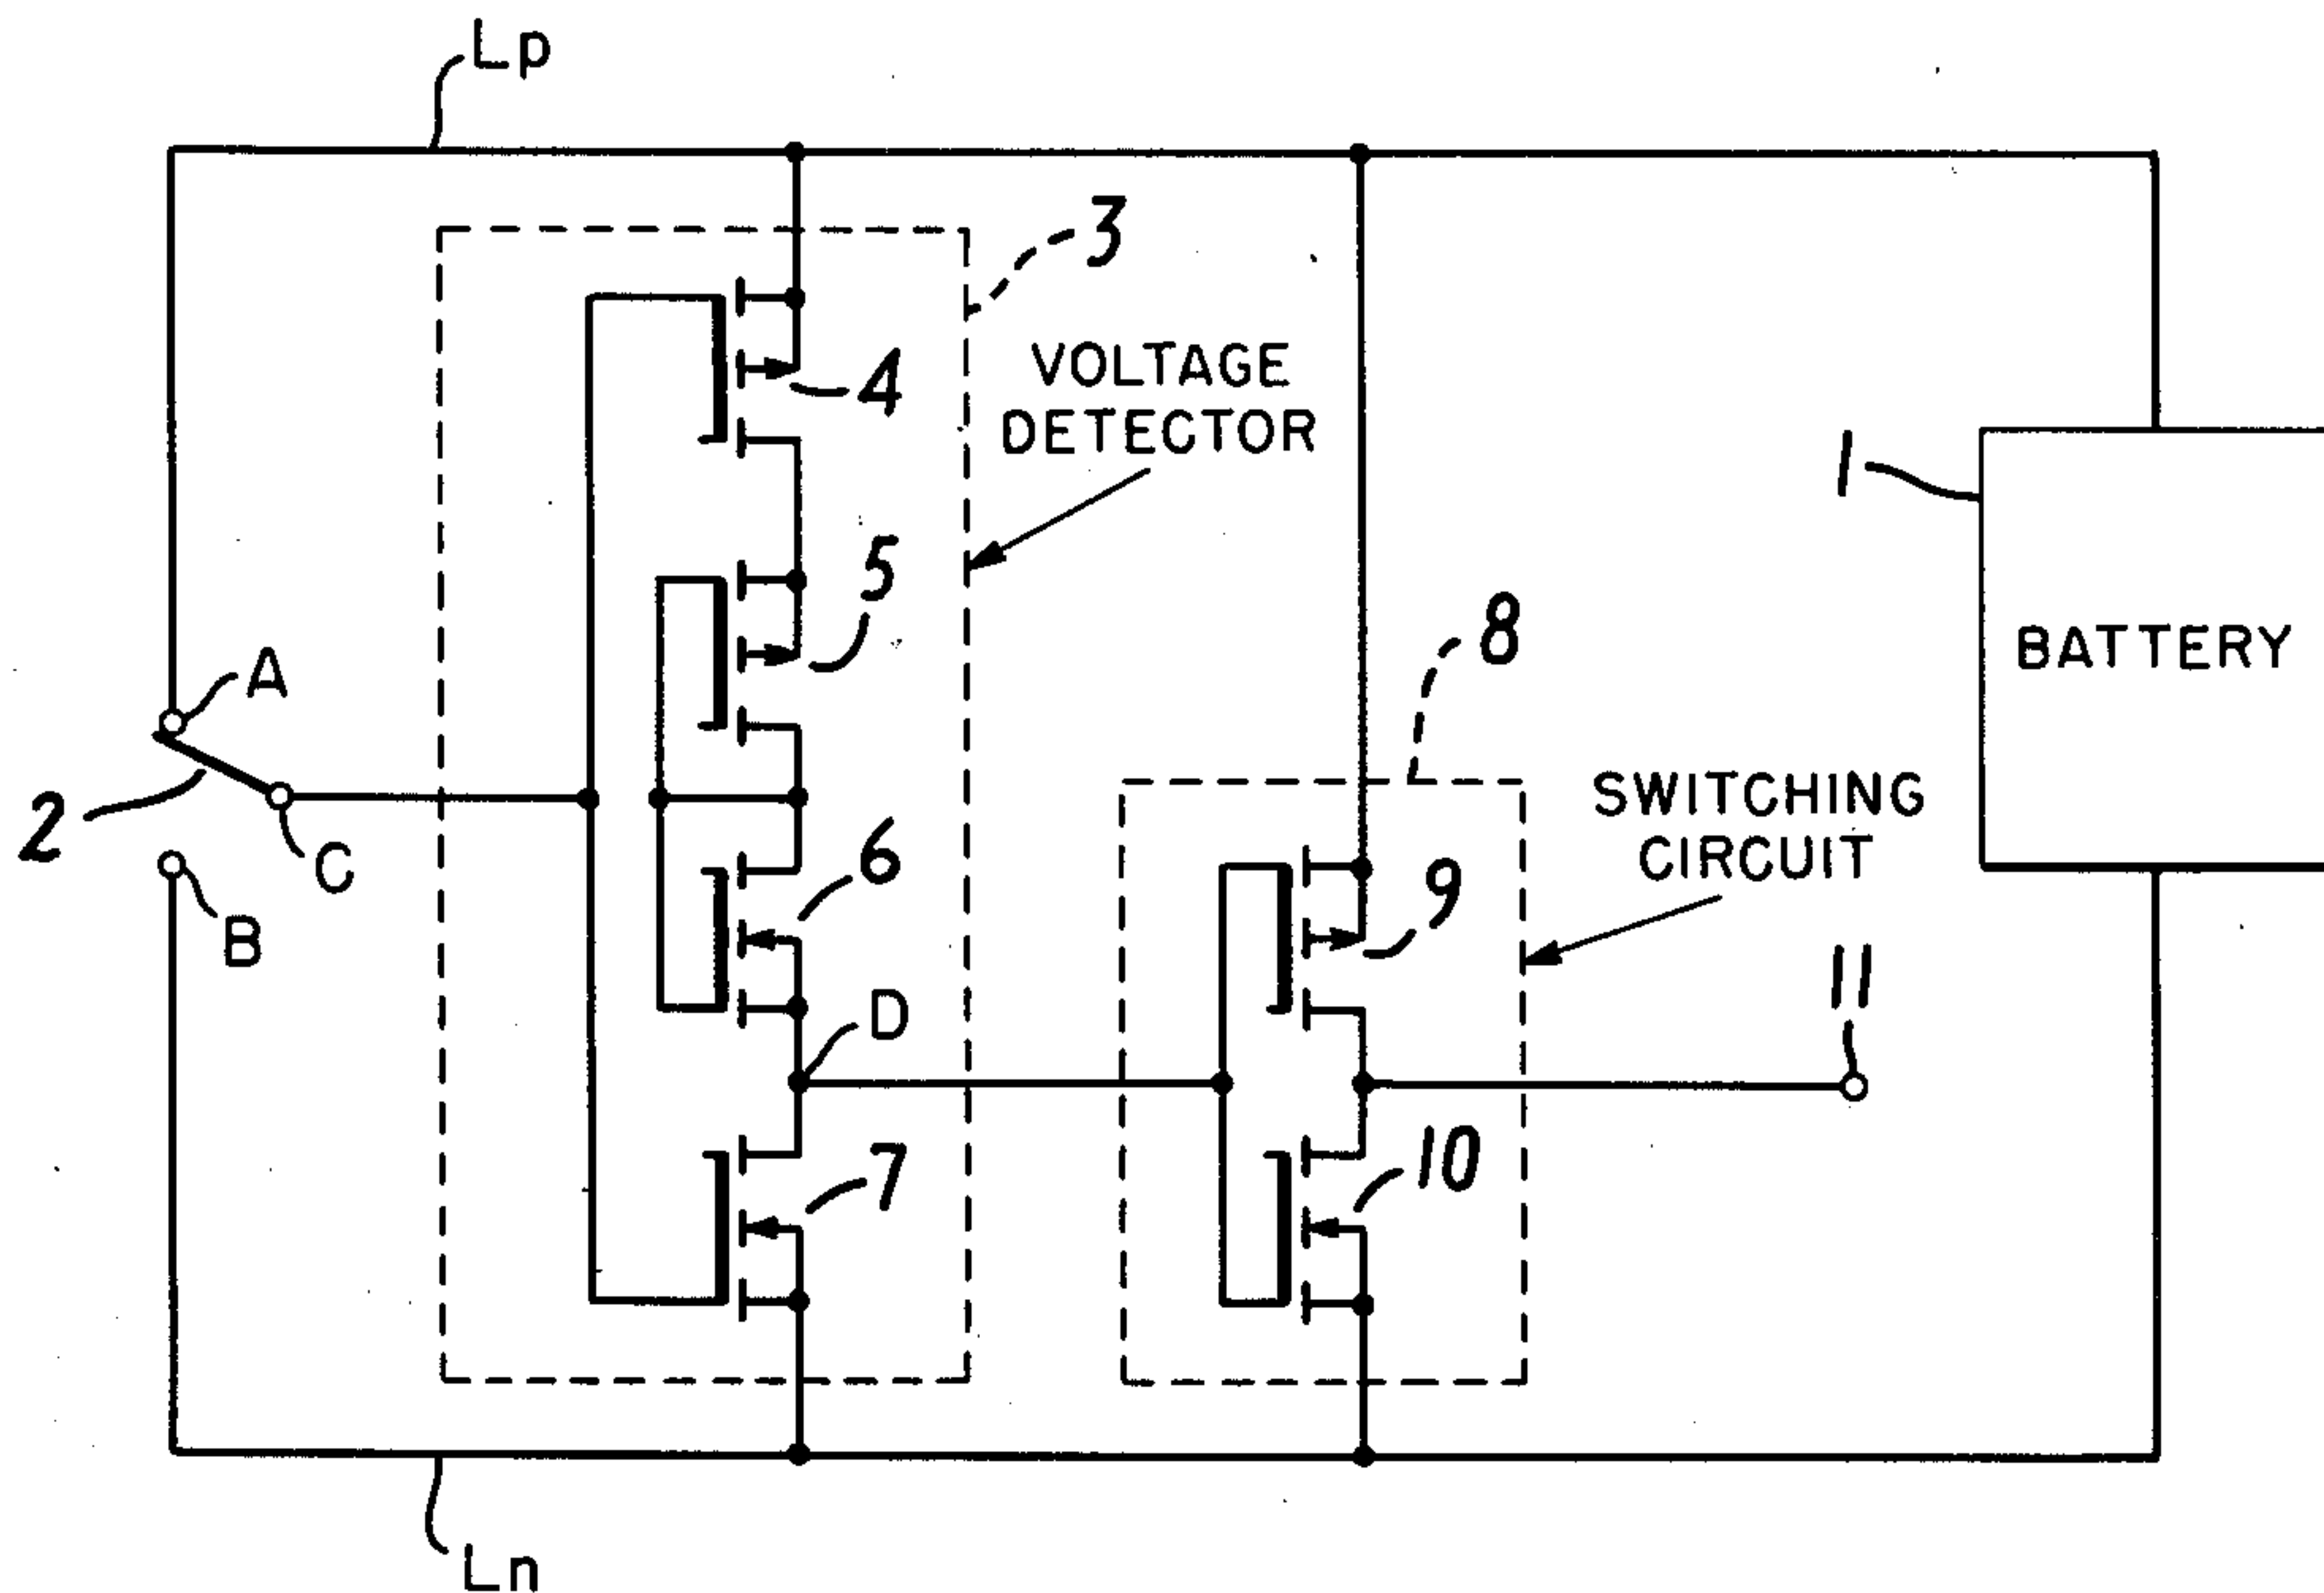 Lp
3
VOLTAGE
DETECTOR
4
1
5
BATTERY
8
A
2
C
B
6
SWITCHING
CIRCUIT
9
D
11
7
10
Ln